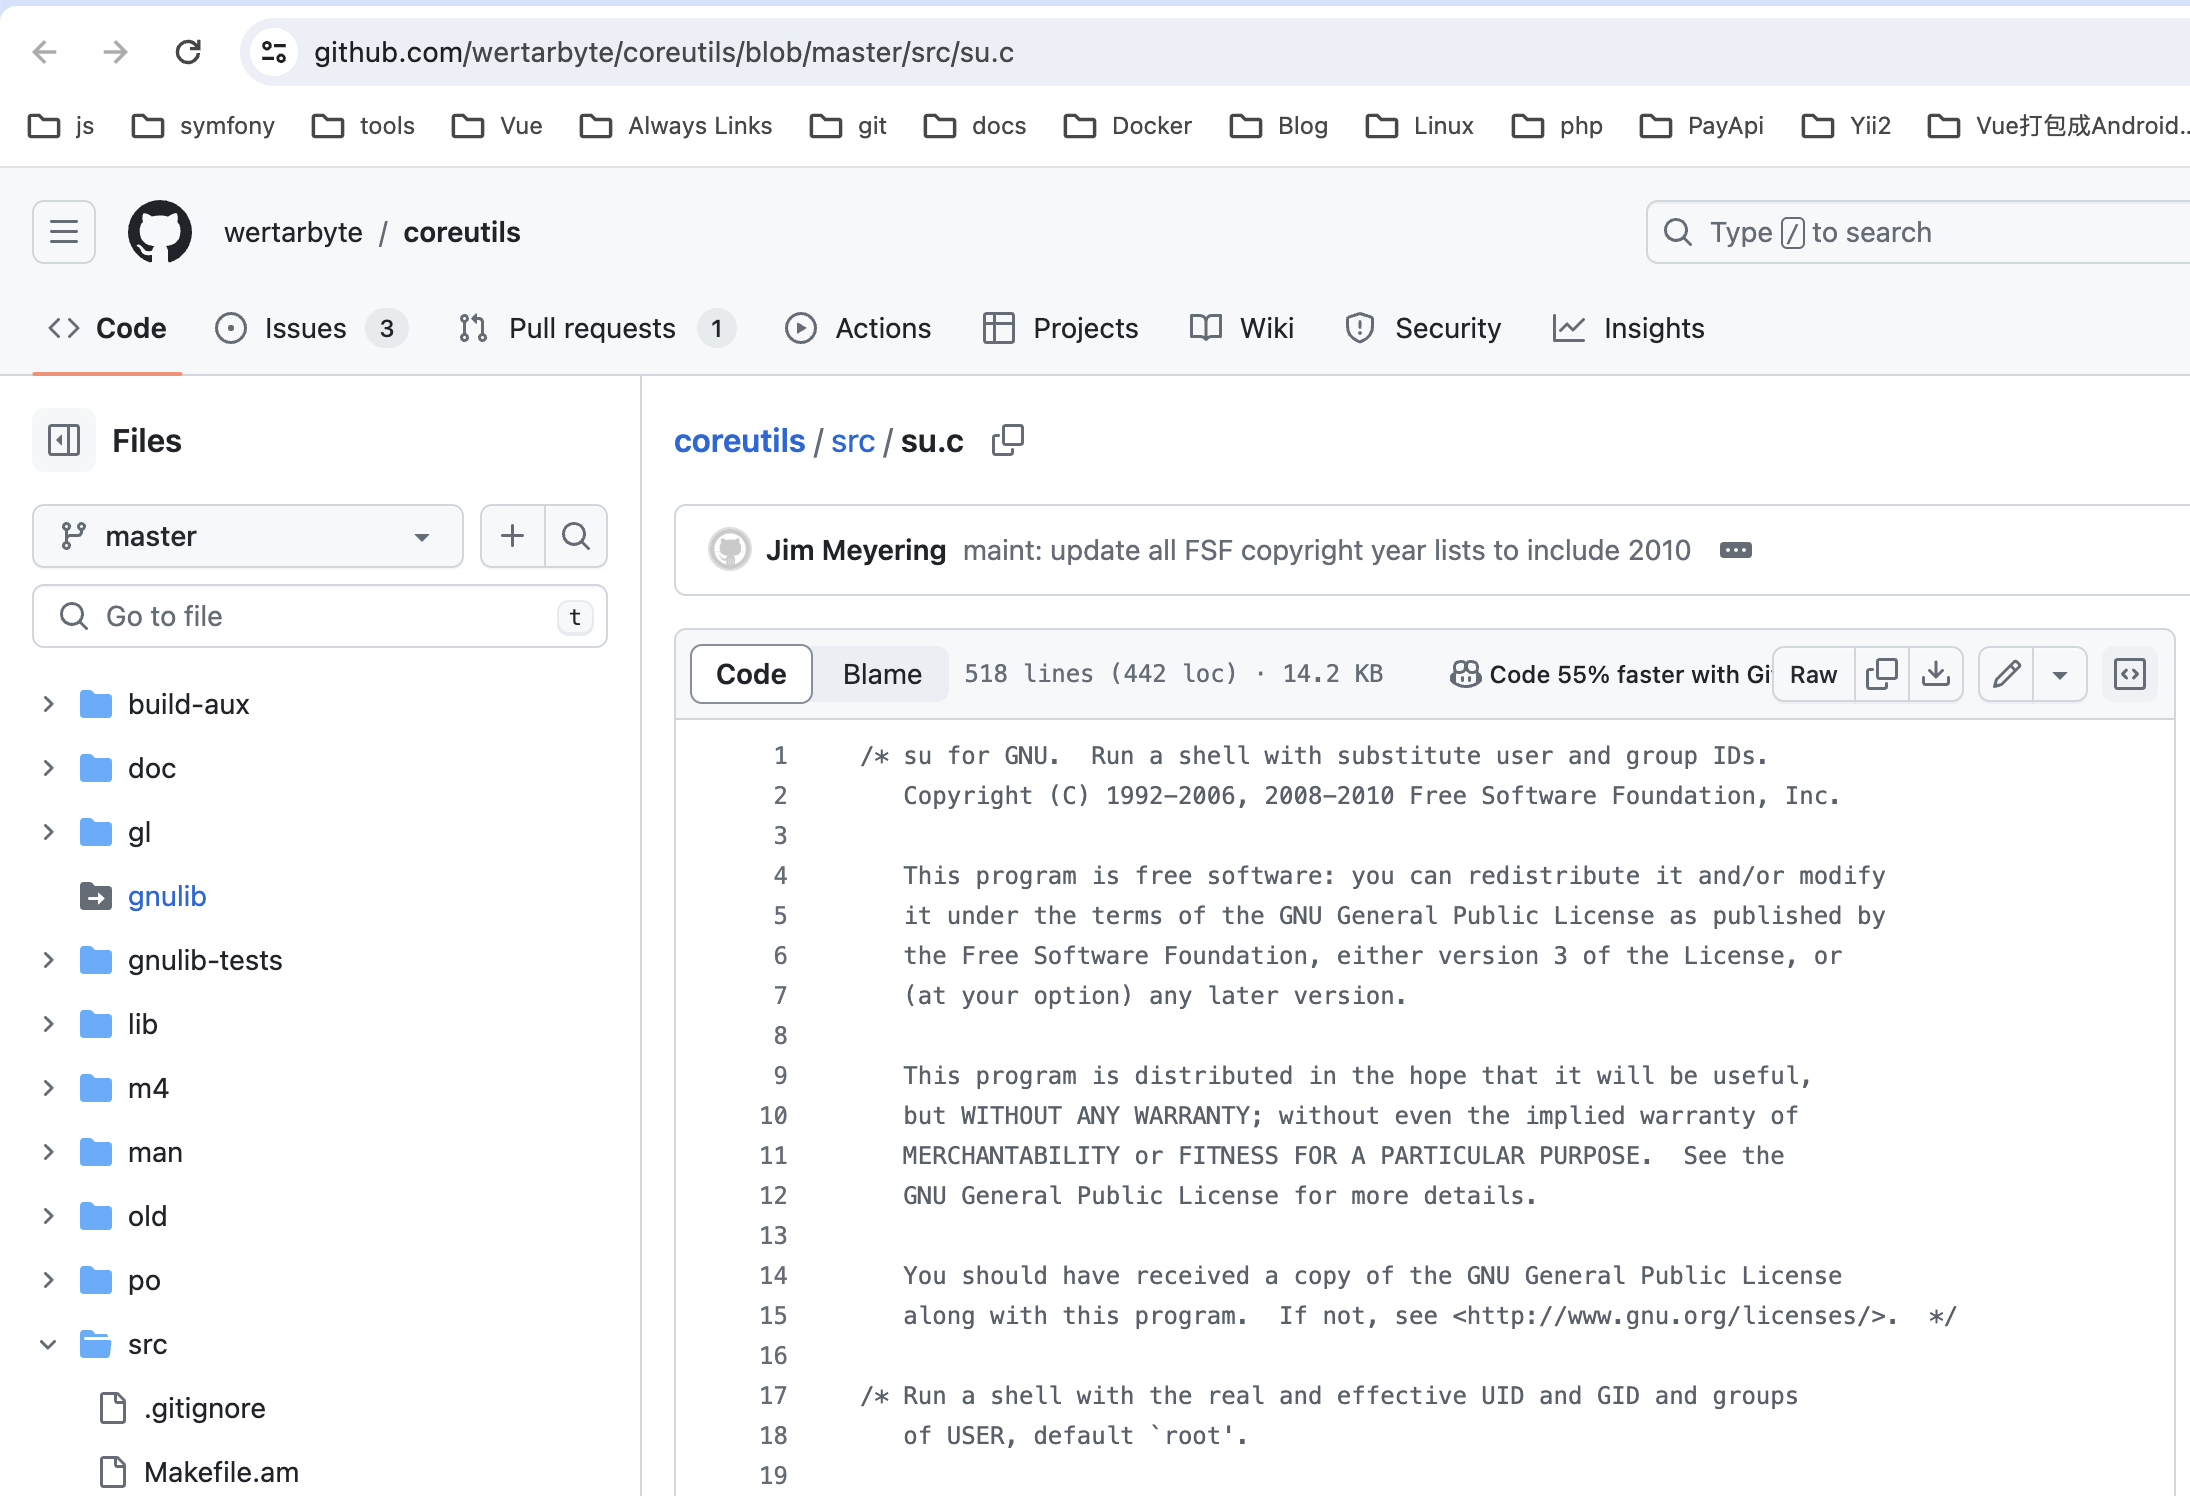 github.com/wertarbyte/coreutils/blob/master/src/su.c
js symfony tools Vue Always Links git docs Docker Blog Linux php PayApi Yii2 Vue打包成Android...
wertarbyte / coreutils
Type / to search
Code Issues 3 Pull requests 1 Actions Projects Wiki Security Insights
Files
master
Go to file t
build-aux
doc
gl
gnulib
gnulib-tests
lib
m4
man
old
po
src
.gitignore
Makefile.am
coreutils / src / su.c
Jim Meyering maint: update all FSF copyright year lists to include 2010
Code Blame 518 lines (442 loc) · 14.2 KB Code 55% faster with Gi Raw
1 /* su for GNU.  Run a shell with substitute user and group IDs.
2 Copyright (C) 1992-2006, 2008-2010 Free Software Foundation, Inc.
3
4 This program is free software: you can redistribute it and/or modify
5 it under the terms of the GNU General Public License as published by
6 the Free Software Foundation, either version 3 of the License, or
7 (at your option) any later version.
8
9 This program is distributed in the hope that it will be useful,
10 but WITHOUT ANY WARRANTY; without even the implied warranty of
11 MERCHANTABILITY or FITNESS FOR A PARTICULAR PURPOSE.  See the
12 GNU General Public License for more details.
13
14 You should have received a copy of the GNU General Public License
15 along with this program.  If not, see <http://www.gnu.org/licenses/>.  */
16
17 /* Run a shell with the real and effective UID and GID and groups
18 of USER, default `root'.
19